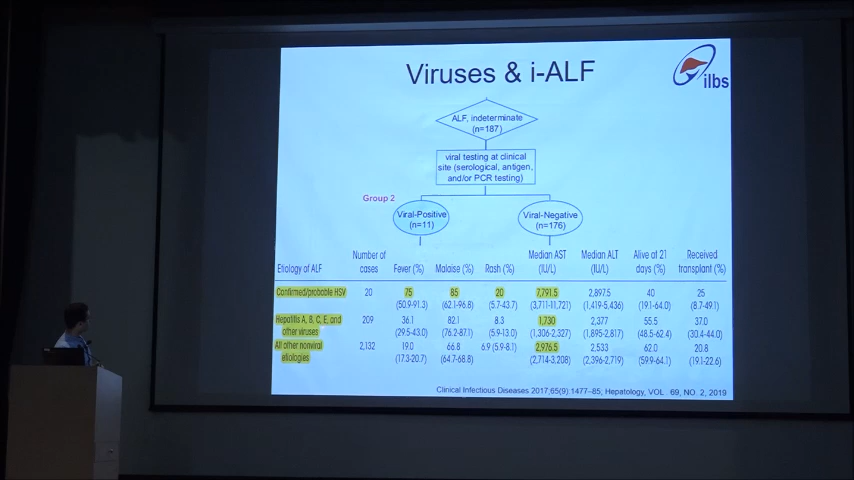 Viruses & i-ALF
ilbs
ALF, indeterminate
(n=187)
viral testing at clinical
site (serological, antigen,
and/or PCR testing)
Group 2
Viral-Positive
(n=11)
Viral-Negative
(n=176)
Etiology of ALF Number of cases Fever (%) Malaise (%) Rash (%) Median AST (IU/L) Median ALT (IU/L) Alive at 21 days (%) Received transplant (%)
Confirmed/probable HSV 20 75 85 20 7,791.5 2,897.5 40 25
(50.9-91.3) (62.1-96.8) (5.7-43.7) (3,711-11,721) (1,419-5,436) (19.1-64.0) (8.7-49.1)
Hepatitis A, B, C, E, and 209 36.1 82.1 8.3 1,730 2,377 55.5 37.0
other viruses (29.5-43.0) (76.2-87.1) (5.9-13.0) (1,306-2,327) (1,895-2,817) (48.5-62.4) (30.4-44.0)
All other nonviral 2,132 19.0 66.8 6.9 (5.9-8.1) 2,976.5 2,533 62.0 20.8
etiologies (17.3-20.7) (64.7-68.8) (2,714-3,208) (2,396-2,719) (59.9-64.1) (19.1-22.6)
Clinical Infectious Diseases 2017;65(9):1477–85; Hepatology, VOL. 69, NO. 2, 2019